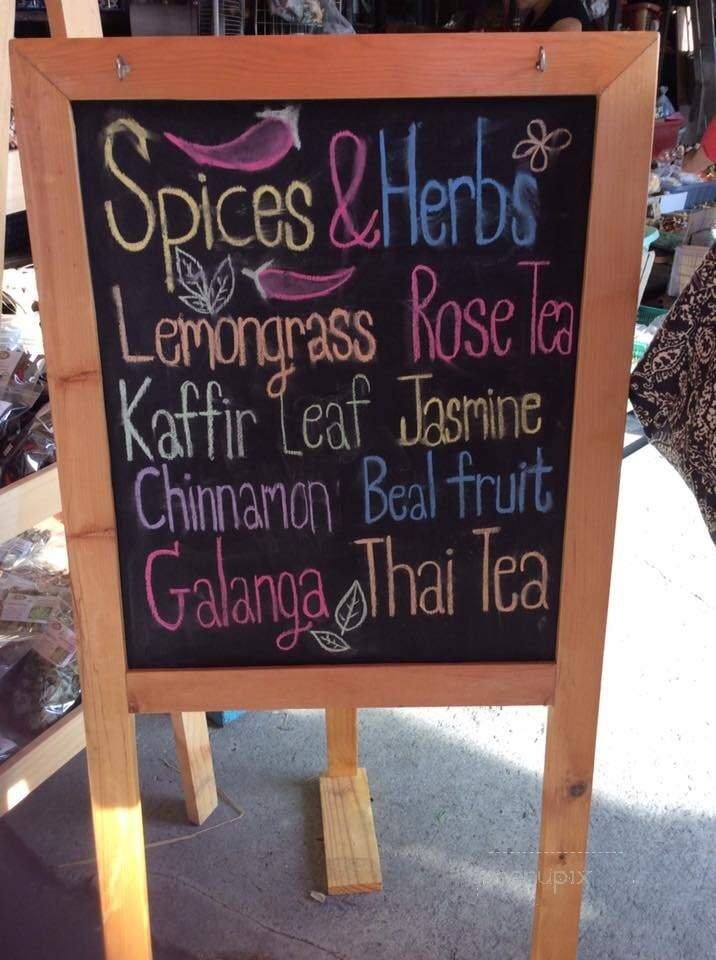 Spices & Herbs
Lemongrass Rose Tea
Kaffir Leaf Jasmine
Chinnamon Beal fruit
Galanga Thai Tea